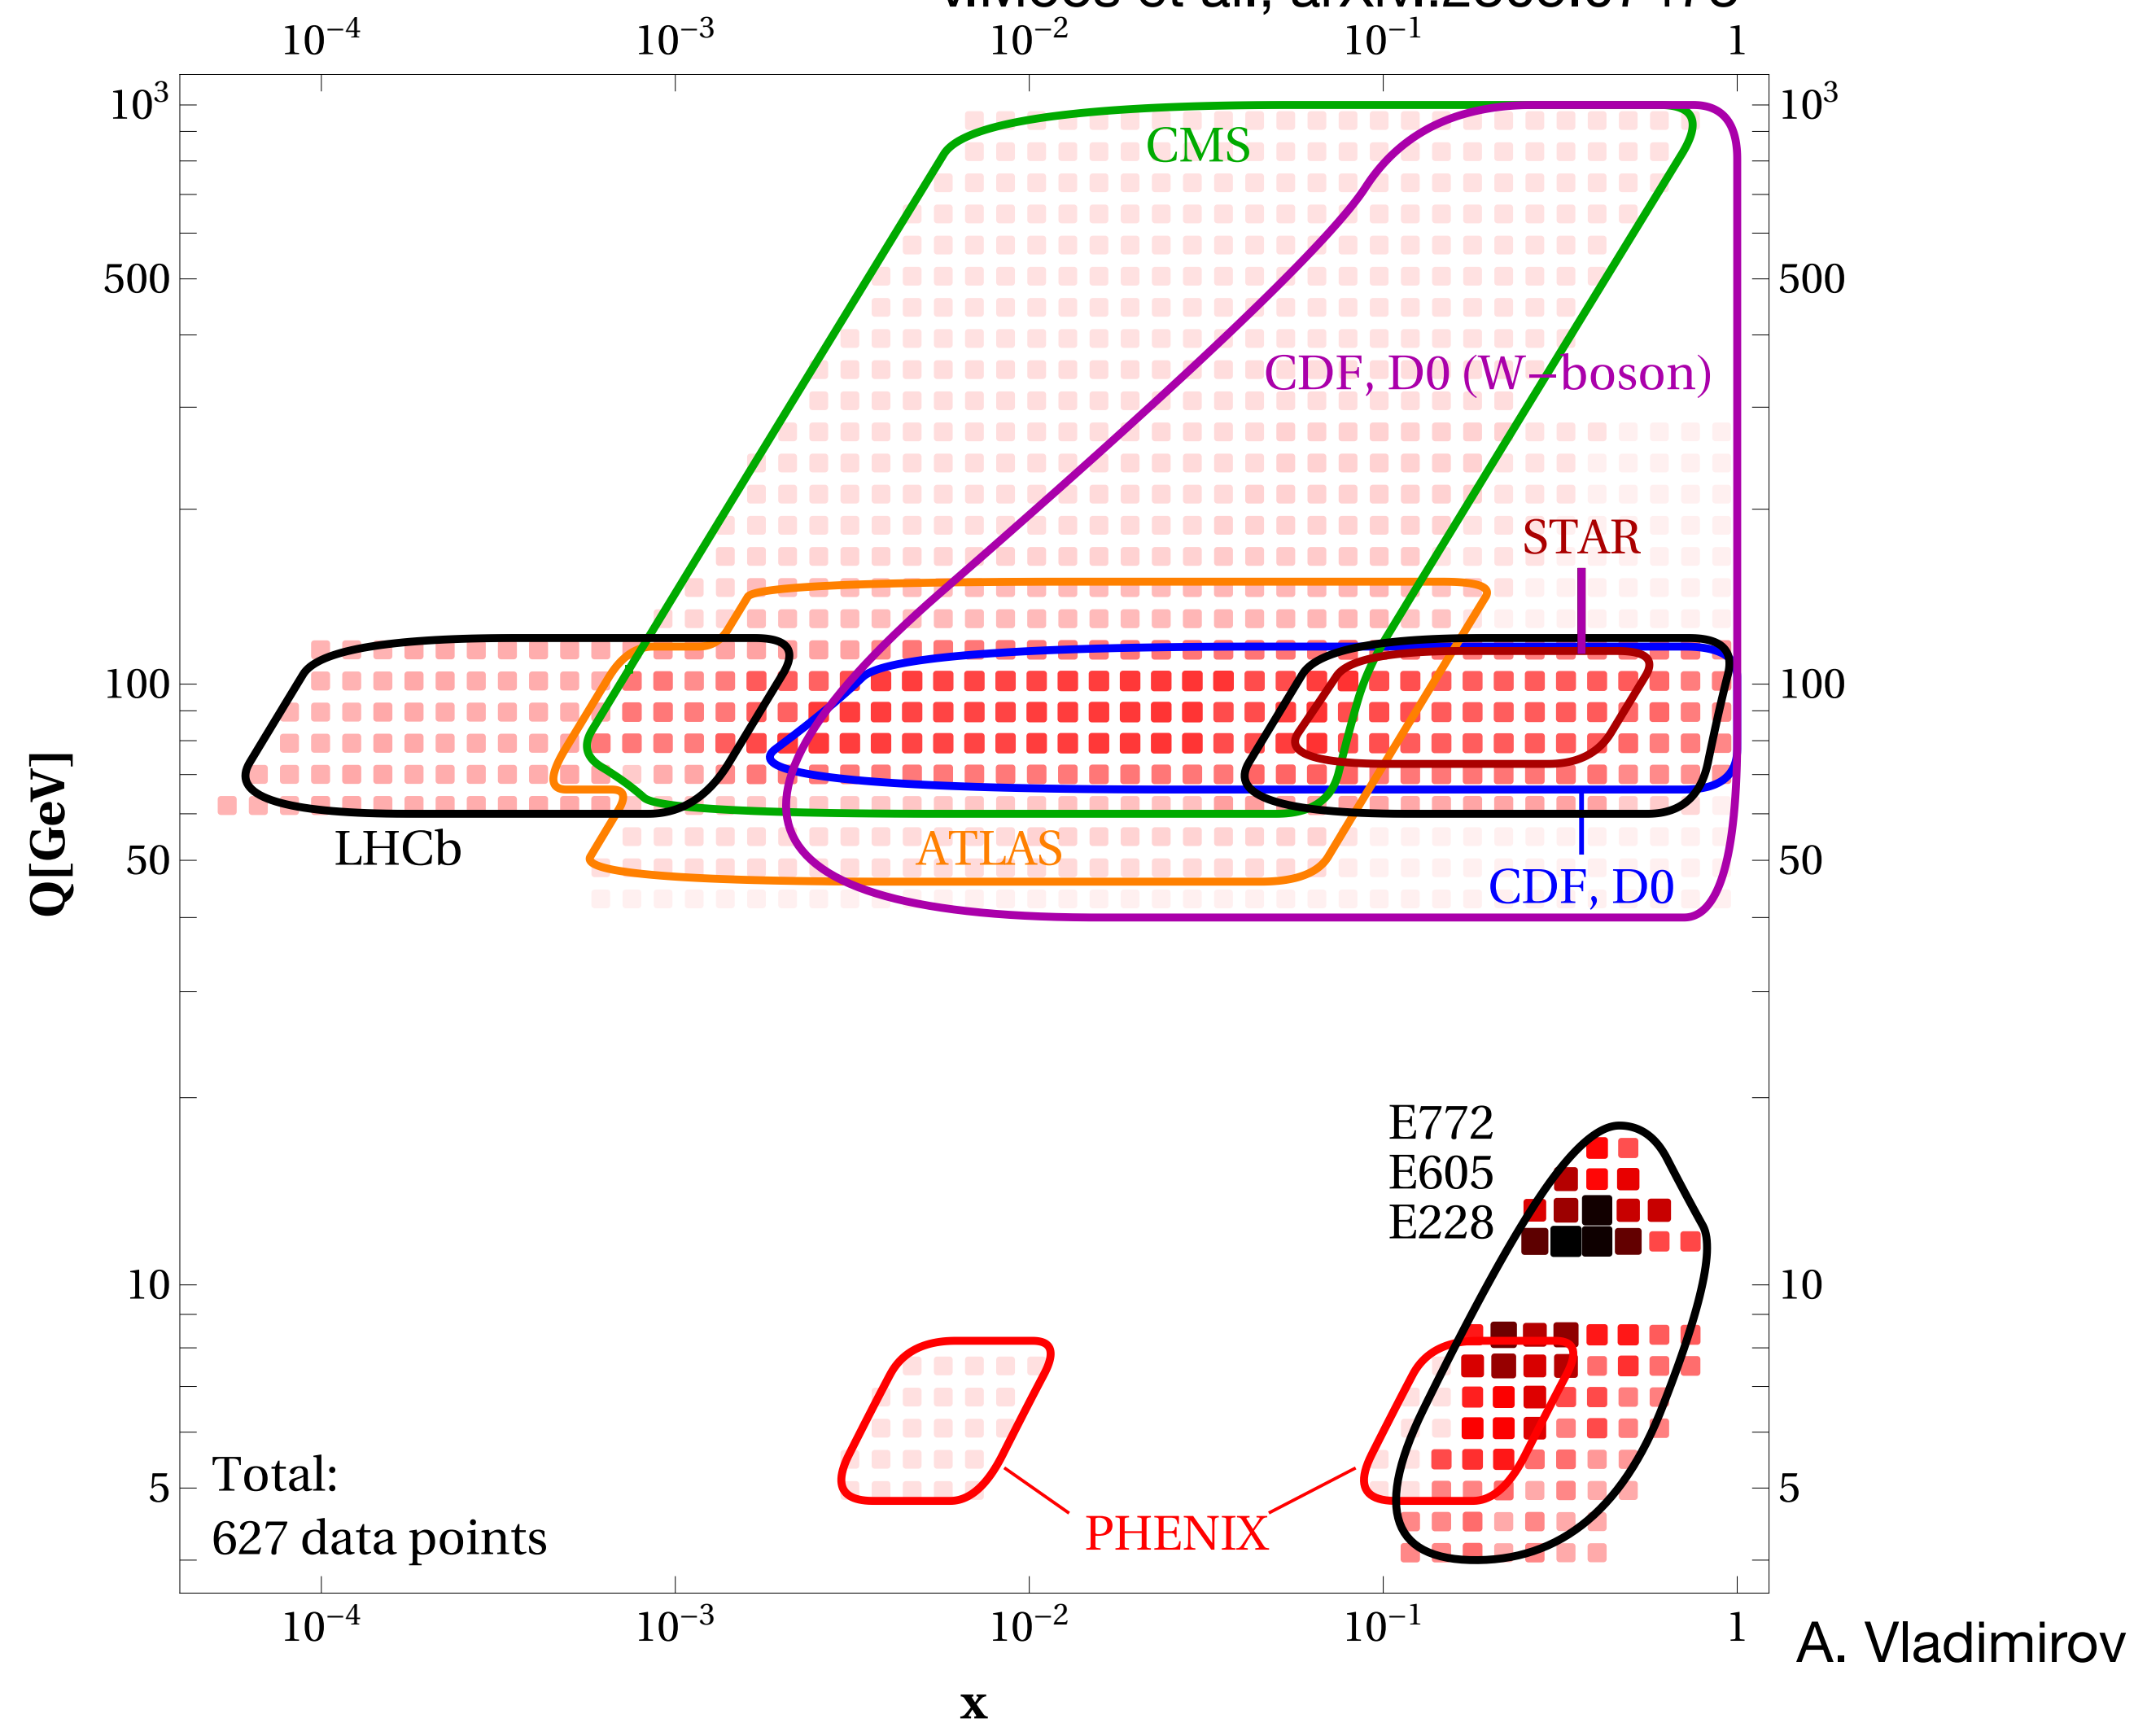 10⁻⁴ 10⁻³ 10⁻² 10⁻¹ 1
10³ 10³
CMS
500 500
CDF, D0 (W−boson)
STAR
100 100
LHCb
ATLAS
50 50
CDF, D0
Q[GeV]
E772
E605
E228
10 10
Total:
5 5
PHENIX
627 data points
10⁻⁴ 10⁻³ 10⁻² 10⁻¹ 1
A. Vladimirov
x